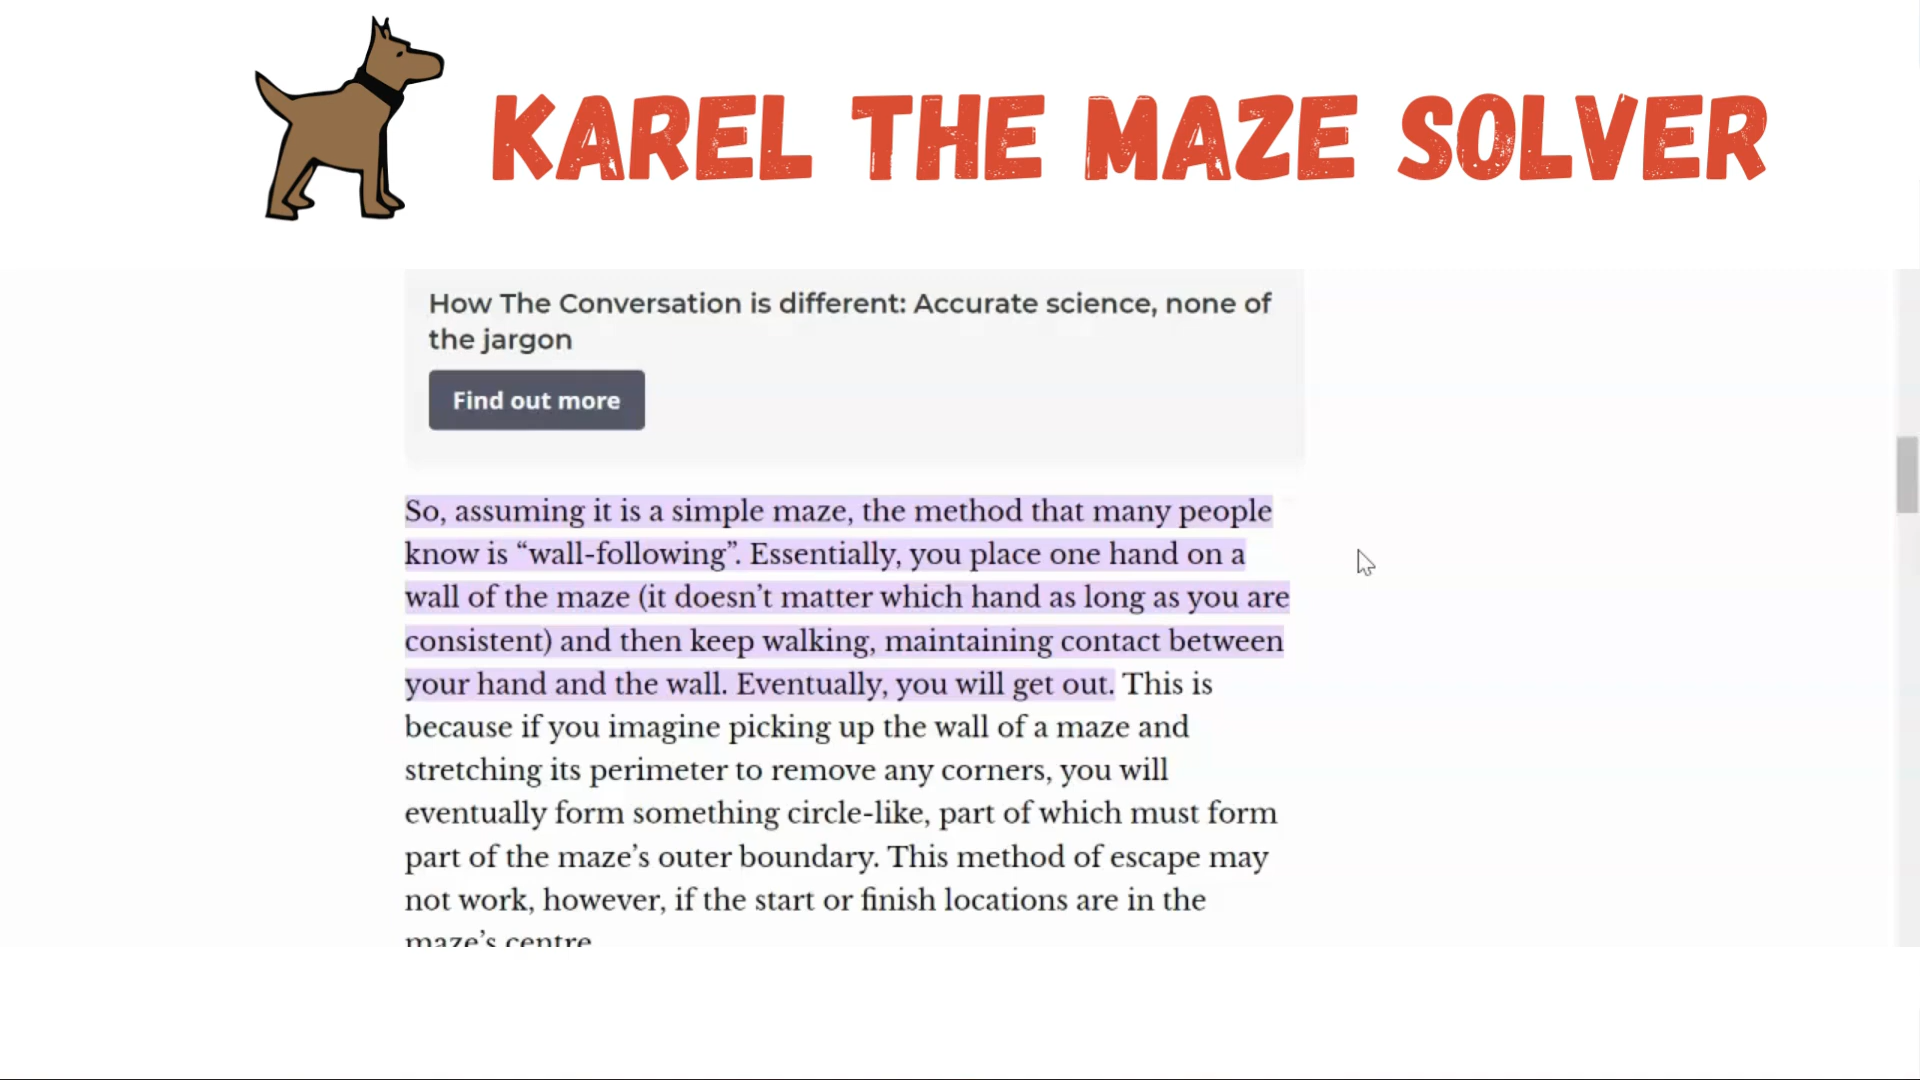 KAREL THE MAZE SOLVER
How The Conversation is different: Accurate science, none of
the jargon
Find out more
So, assuming it is a simple maze, the method that many people
know is “wall-following”. Essentially, you place one hand on a
wall of the maze (it doesn’t matter which hand as long as you are
consistent) and then keep walking, maintaining contact between
your hand and the wall. Eventually, you will get out. This is
because if you imagine picking up the wall of a maze and
stretching its perimeter to remove any corners, you will
eventually form something circle-like, part of which must form
part of the maze’s outer boundary. This method of escape may
not work, however, if the start or finish locations are in the
maze’s centre